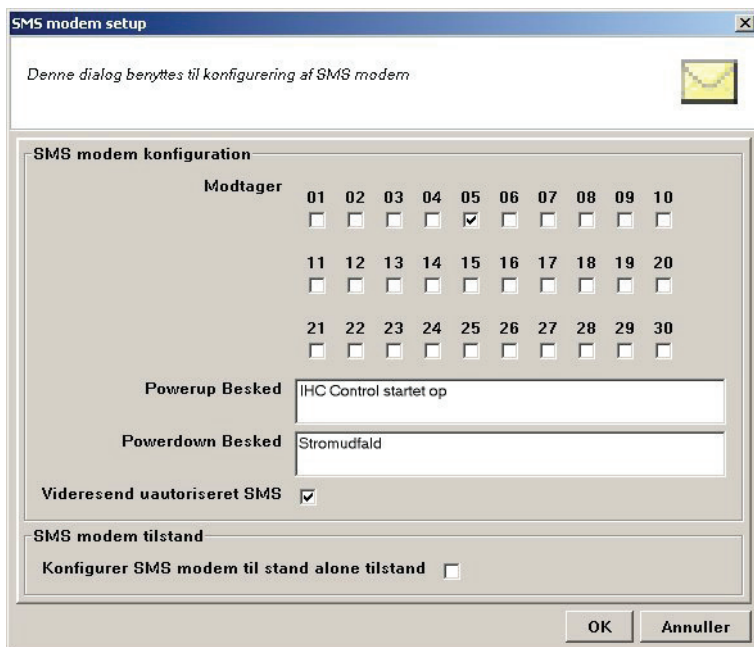 SMS modem setup
Denne dialog benyttes til konfigurering af SMS modem
SMS modem konfiguration
Modtager
01 02 03 04 05 06 07 08 09 10
11 12 13 14 15 16 17 18 19 20
21 22 23 24 25 26 27 28 29 30
Powerup Besked IHC Control startet op
Powerdown Besked Stromudfald
Videresend uautoriseret SMS
SMS modem tilstand
Konfigurer SMS modem til stand alone tilstand
OK Annuller